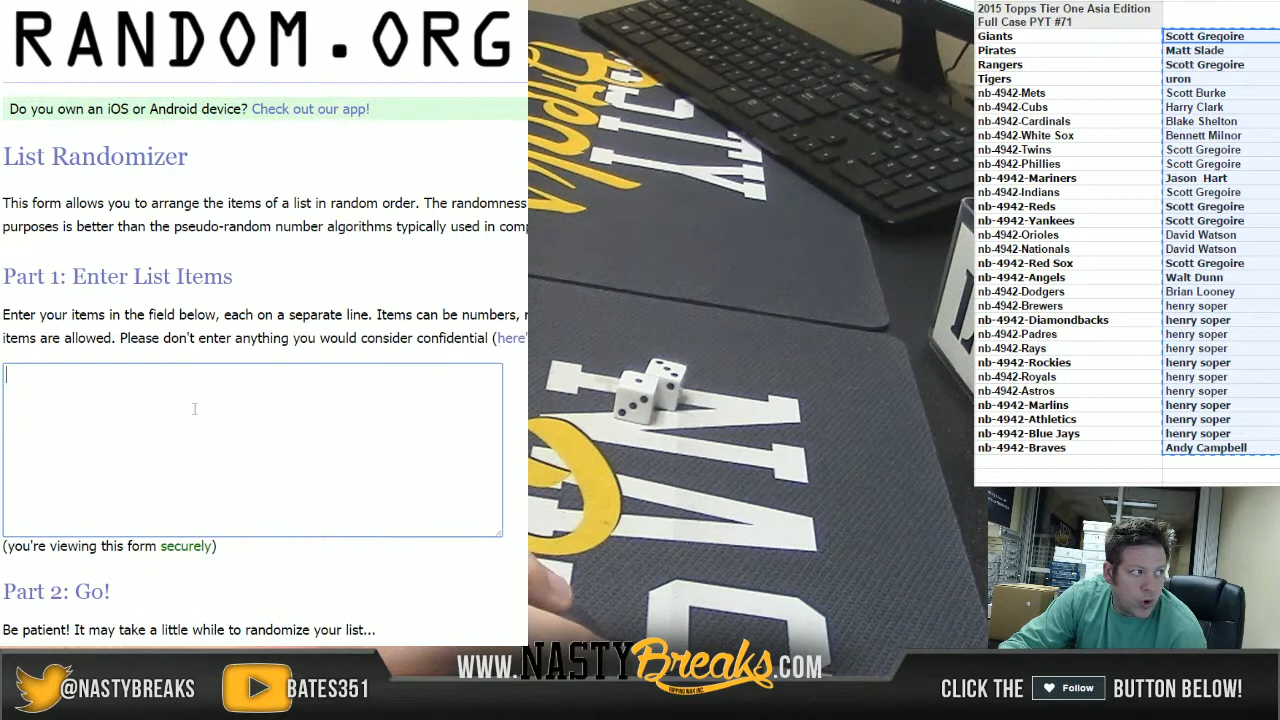 RANDOM.ORG
Do you own an iOS or Android device? Check out our app!
List Randomizer
This form allows you to arrange the items of a list in random order. The randomness
purposes is better than the pseudo-random number algorithms typically used in comp
Part 1: Enter List Items
Enter your items in the field below, each on a separate line. Items can be numbers, n
items are allowed. Please don't enter anything you would consider confidential (here'
(you're viewing this form securely)
Part 2: Go!
Be patient! It may take a little while to randomize your list...
2015 Topps Tier One Asia Edition
Full Case PYT #71
Giants Scott Gregoire
Pirates Matt Slade
Rangers Scott Gregoire
Tigers uron
nb-4942-Mets Scott Burke
nb-4942-Cubs Harry Clark
nb-4942-Cardinals Blake Shelton
nb-4942-White Sox Bennett Milnor
nb-4942-Twins Scott Gregoire
nb-4942-Phillies Scott Gregoire
nb-4942-Mariners Jason Hart
nb-4942-Indians Scott Gregoire
nb-4942-Reds Scott Gregoire
nb-4942-Yankees Scott Gregoire
nb-4942-Orioles David Watson
nb-4942-Nationals David Watson
nb-4942-Red Sox Scott Gregoire
nb-4942-Angels Walt Dunn
nb-4942-Dodgers Brian Looney
nb-4942-Brewers henry soper
nb-4942-Diamondbacks henry soper
nb-4942-Padres henry soper
nb-4942-Rays henry soper
nb-4942-Rockies henry soper
nb-4942-Royals henry soper
nb-4942-Astros henry soper
nb-4942-Marlins henry soper
nb-4942-Athletics henry soper
nb-4942-Blue Jays henry soper
nb-4942-Braves Andy Campbell
@NASTYBREAKS
BATES351
WWW.NASTYBreaks.COM
RIPPING WAX INC.
CLICK THE Follow BUTTON BELOW!